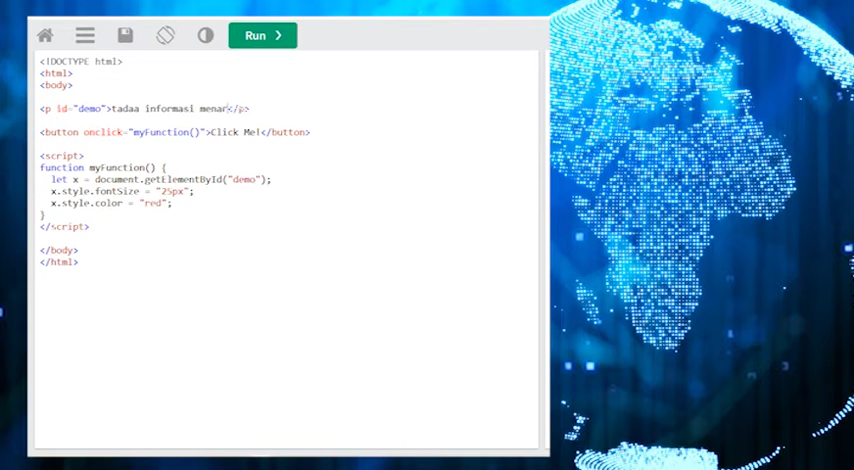 Run ❯
<!DOCTYPE html>
<html>
<body>
<p id="demo">tadaa informasi menar</p>
<button onclick="myFunction()">Click Me!</button>
<script>
function myFunction() {
let x = document.getElementById("demo");
x.style.fontSize = "25px";
x.style.color = "red";
}
</script>
</body>
</html>